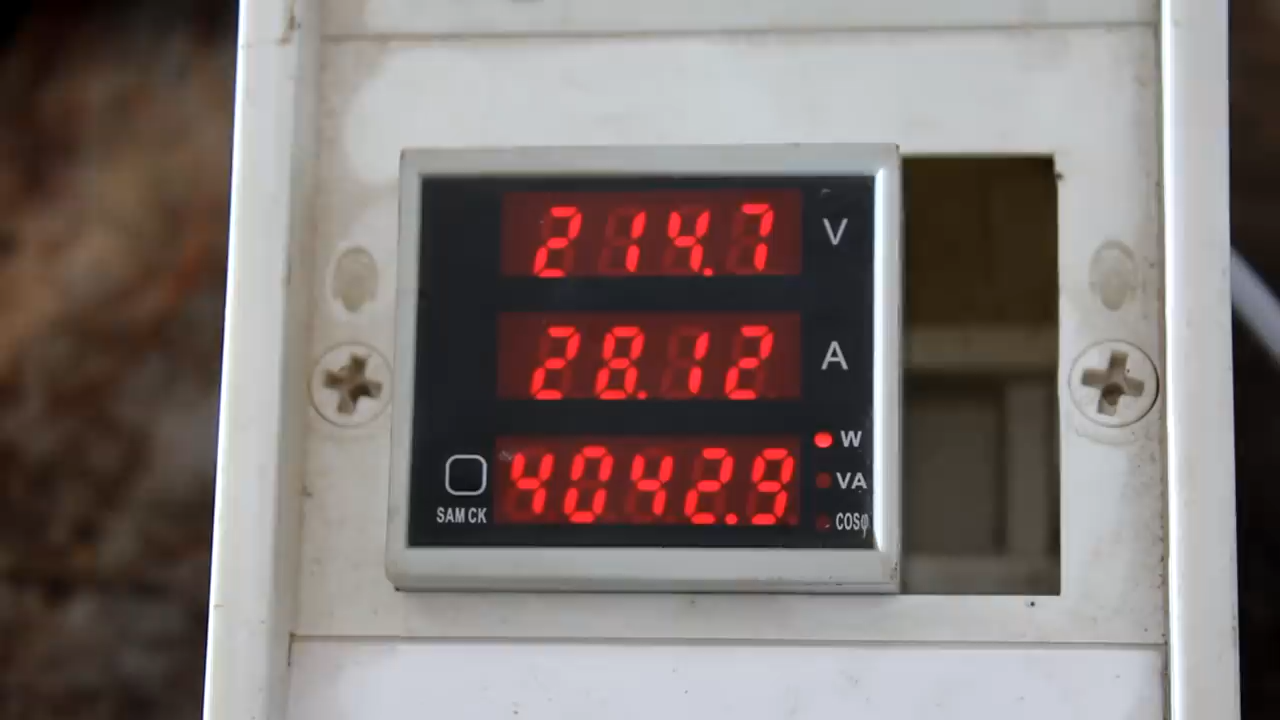 214.7 V
28.12 A
4042.9 W
VA
COSφ
SAM CK